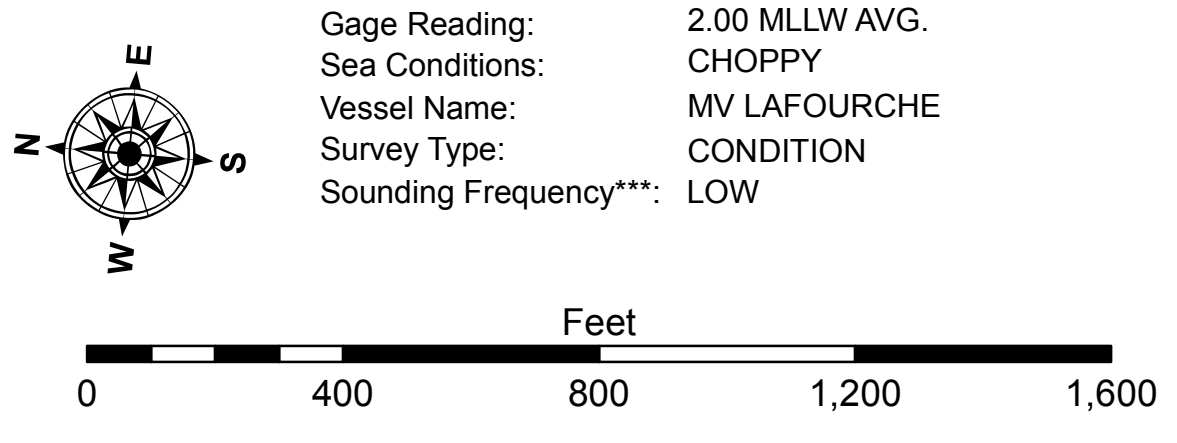 E
N
S
W
Gage Reading: 2.00 MLLW AVG.
Sea Conditions: CHOPPY
Vessel Name: MV LAFOURCHE
Survey Type: CONDITION
Sounding Frequency***: LOW
Feet
0 400 800 1,200 1,600